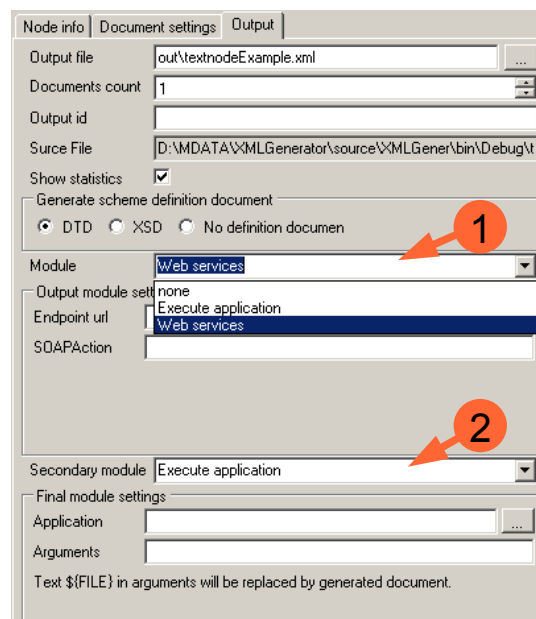 Node info Document settings Output
Output file out\textnodeExample.xml ...
Documents count 1
Output id
Surce File D:\MDATA\XMLGenerator\source\XMLGener\bin\Debug\t
Show statistics
Generate scheme definition document
DTD XSD No definition documen
1
Module Web services
Output module sett none
Execute application
Endpoint url Web services
SOAPAction
2
Secondary module Execute application
Final module settings
Application ...
Arguments
Text ${FILE} in arguments will be replaced by generated document.